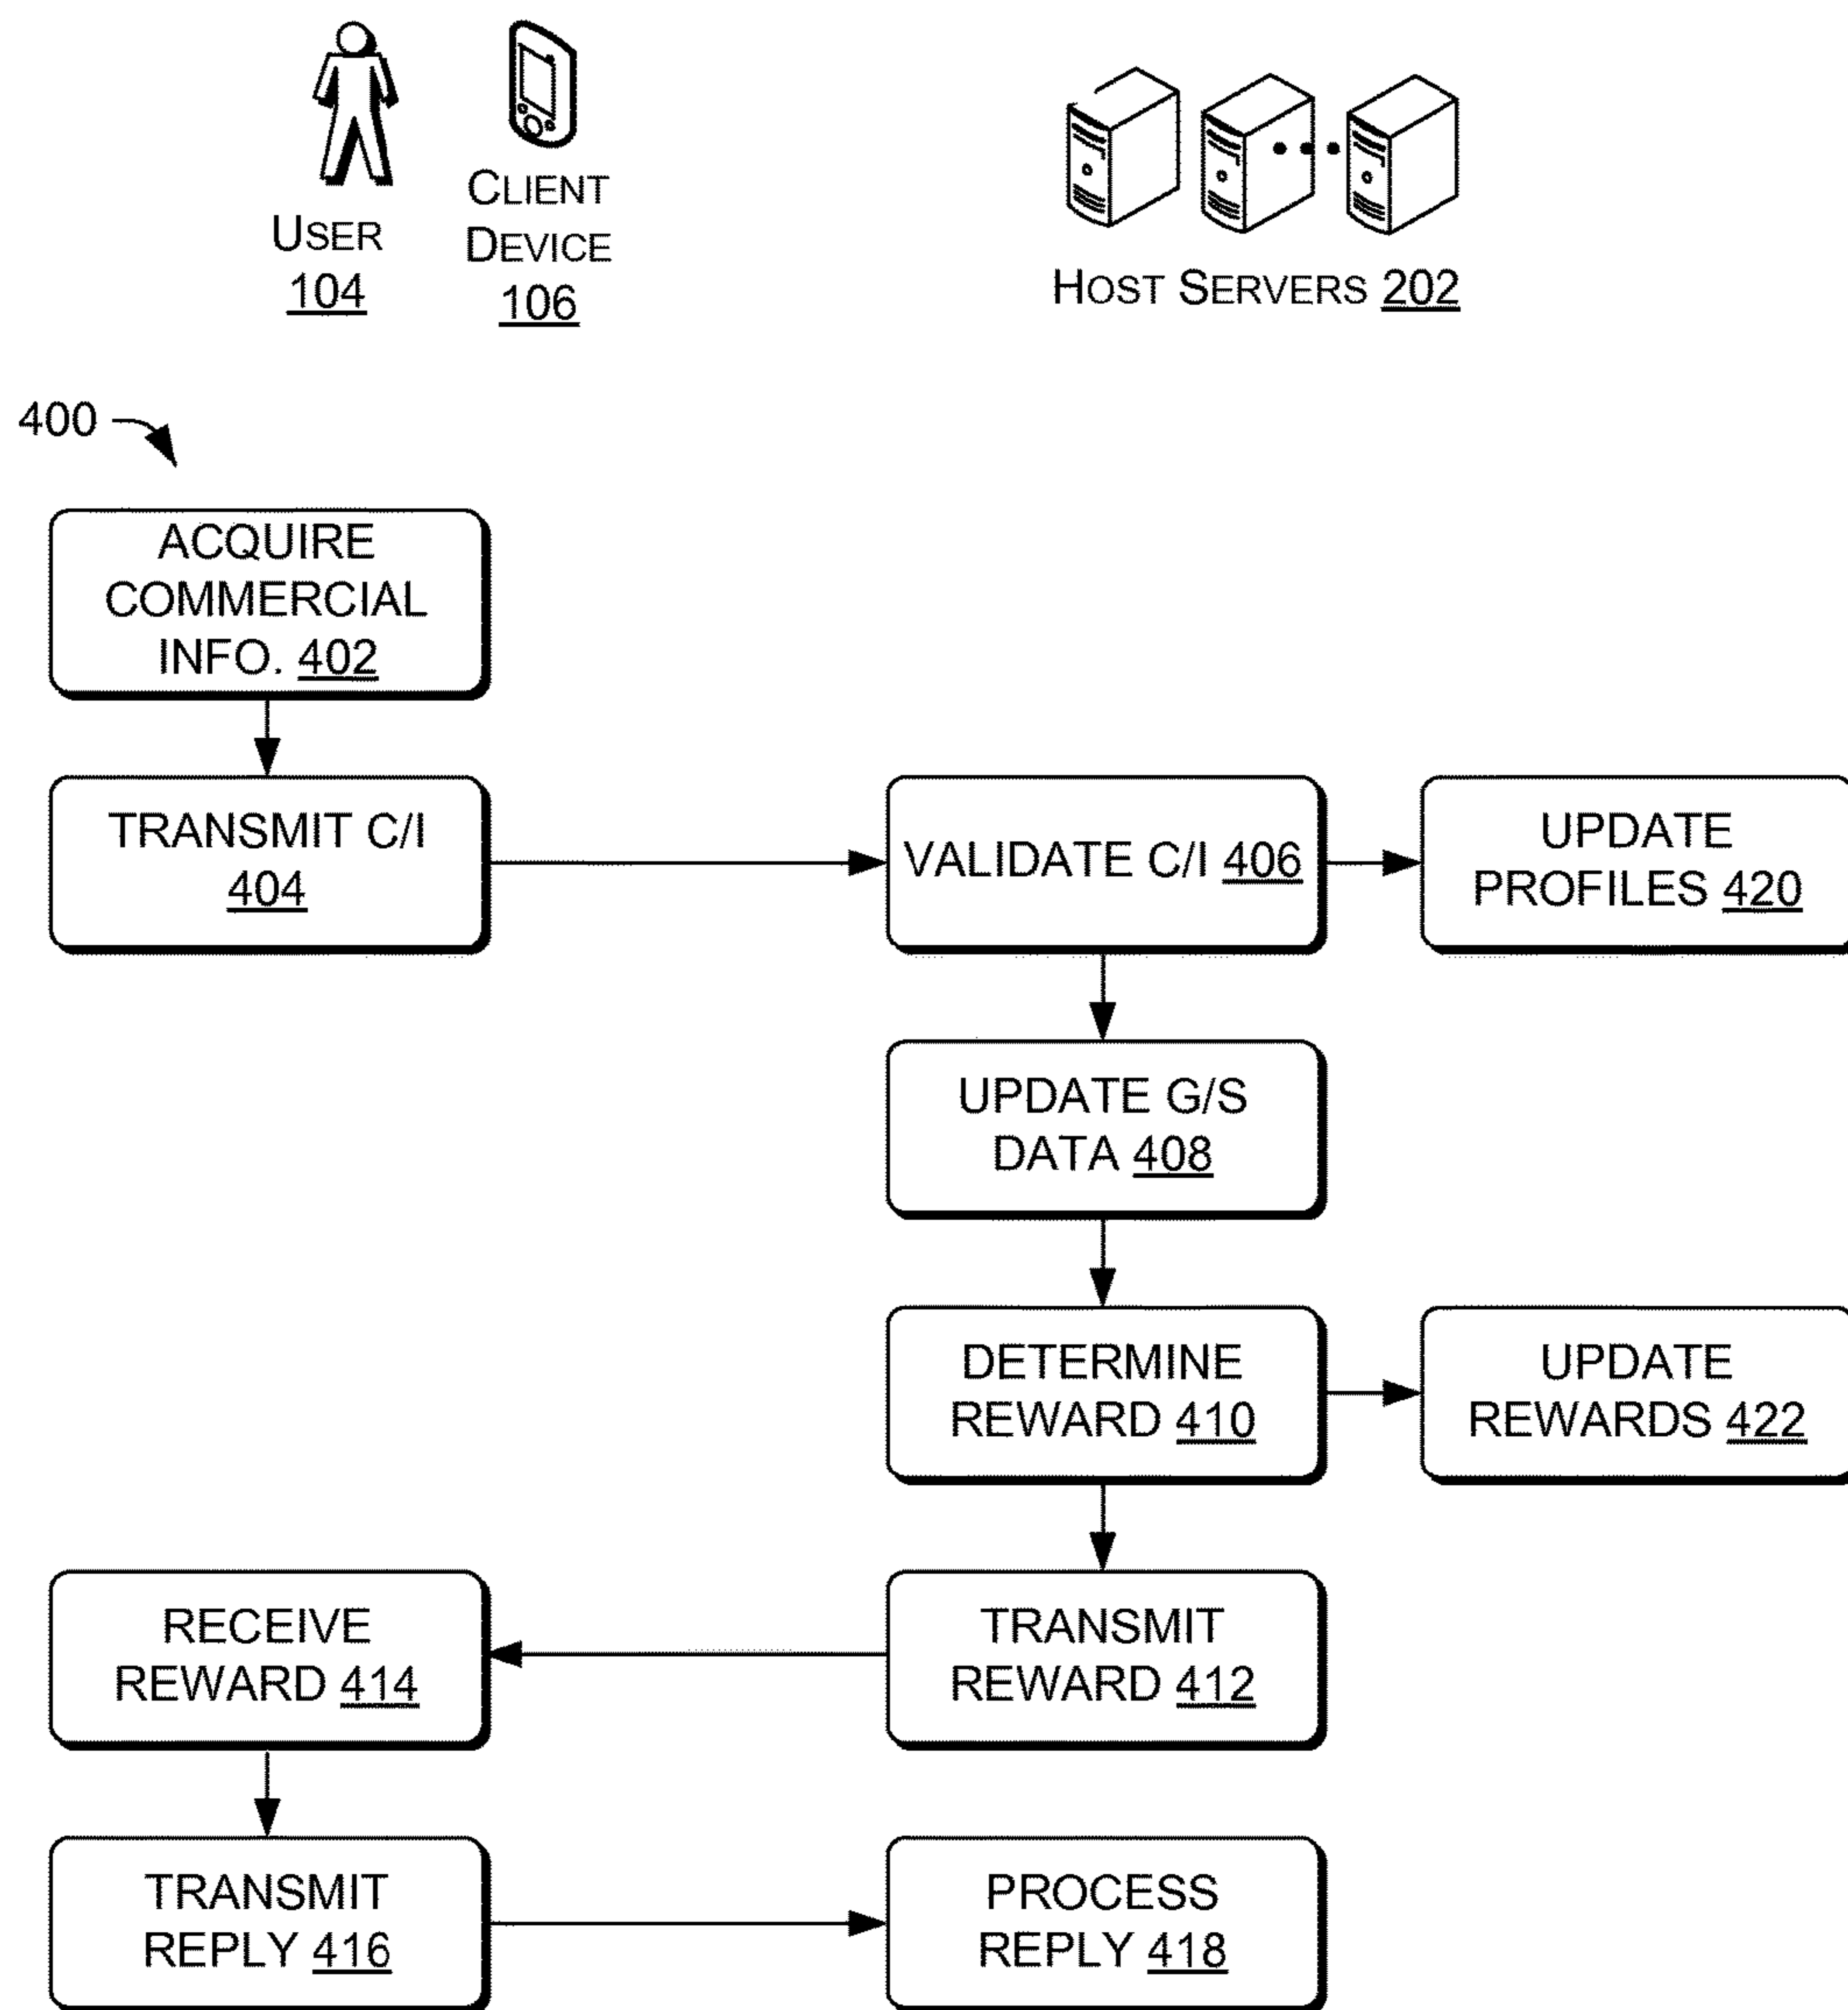 USER
104
CLIENT
DEVICE
106
HOST SERVERS 202
400
ACQUIRE
COMMERCIAL
INFO. 402
TRANSMIT C/I
404
VALIDATE C/I 406
UPDATE
PROFILES 420
UPDATE G/S
DATA 408
DETERMINE
REWARD 410
UPDATE
REWARDS 422
RECEIVE
REWARD 414
TRANSMIT
REWARD 412
TRANSMIT
REPLY 416
PROCESS
REPLY 418